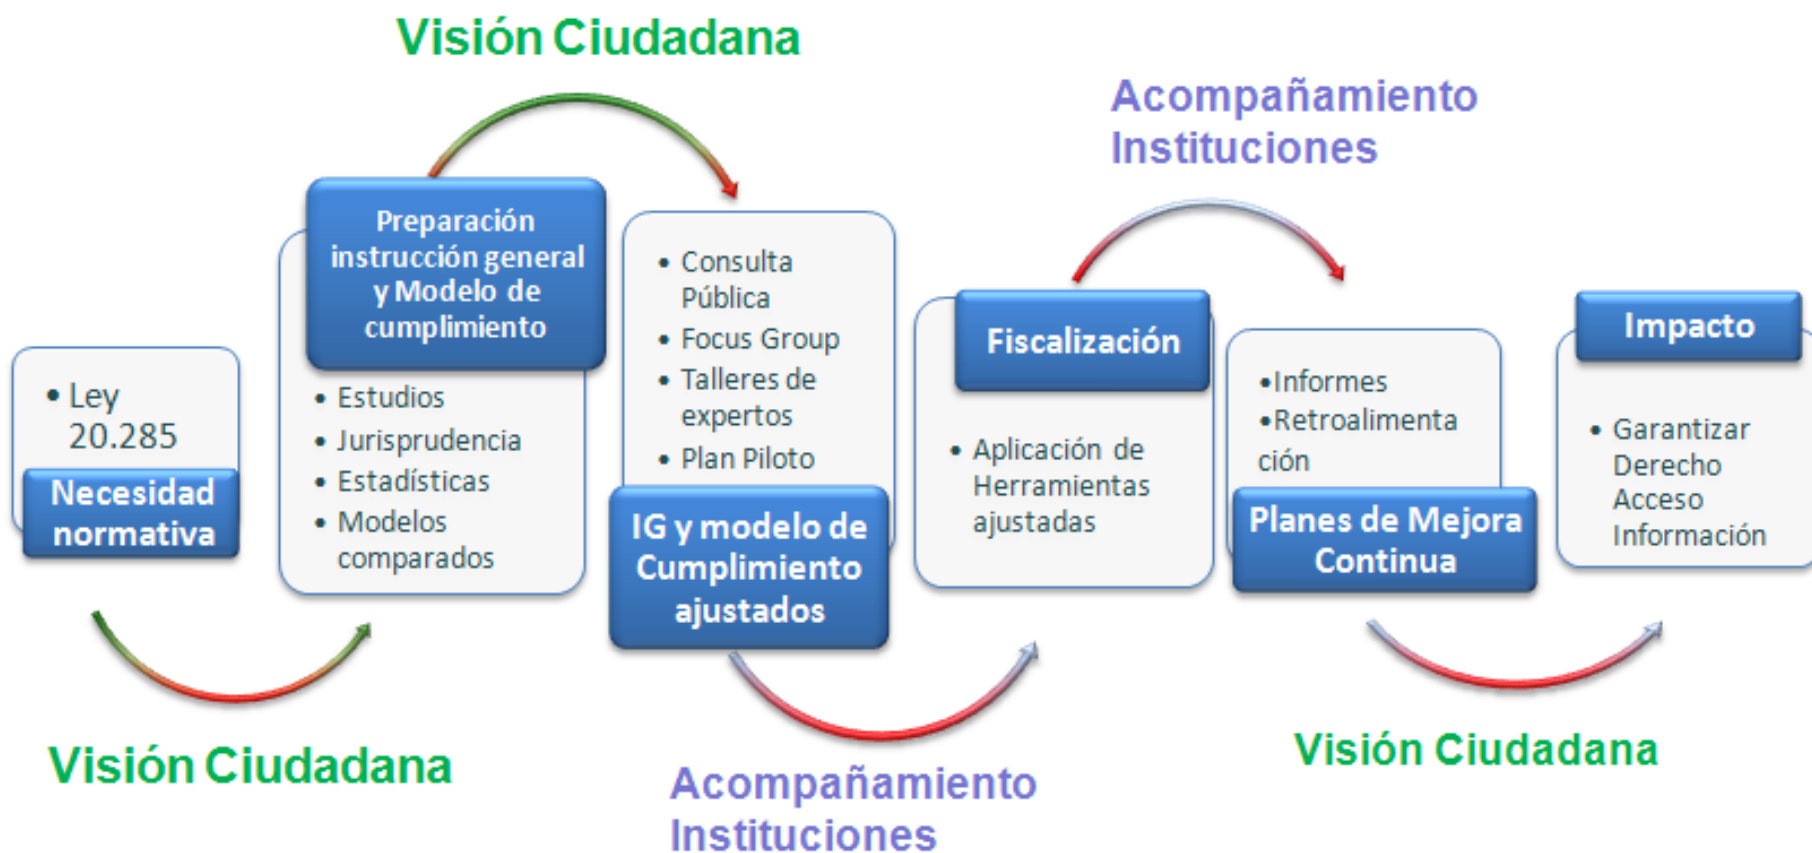 Visión Ciudadana
Acompañamiento
Instituciones
• Ley
20.285
Necesidad
normativa
Preparación
instrucción general
y Modelo de
cumplimiento
• Estudios
• Jurisprudencia
• Estadísticas
• Modelos
comparados
• Consulta
Pública
• Focus Group
• Talleres de
expertos
• Plan Piloto
IG y modelo de
Cumplimiento
ajustados
Fiscalización
• Aplicación de
Herramientas
ajustadas
•Informes
•Retroalimenta
ción
Planes de Mejora
Continua
Impacto
• Garantizar
Derecho
Acceso
Información
Visión Ciudadana
Acompañamiento
Instituciones
Visión Ciudadana